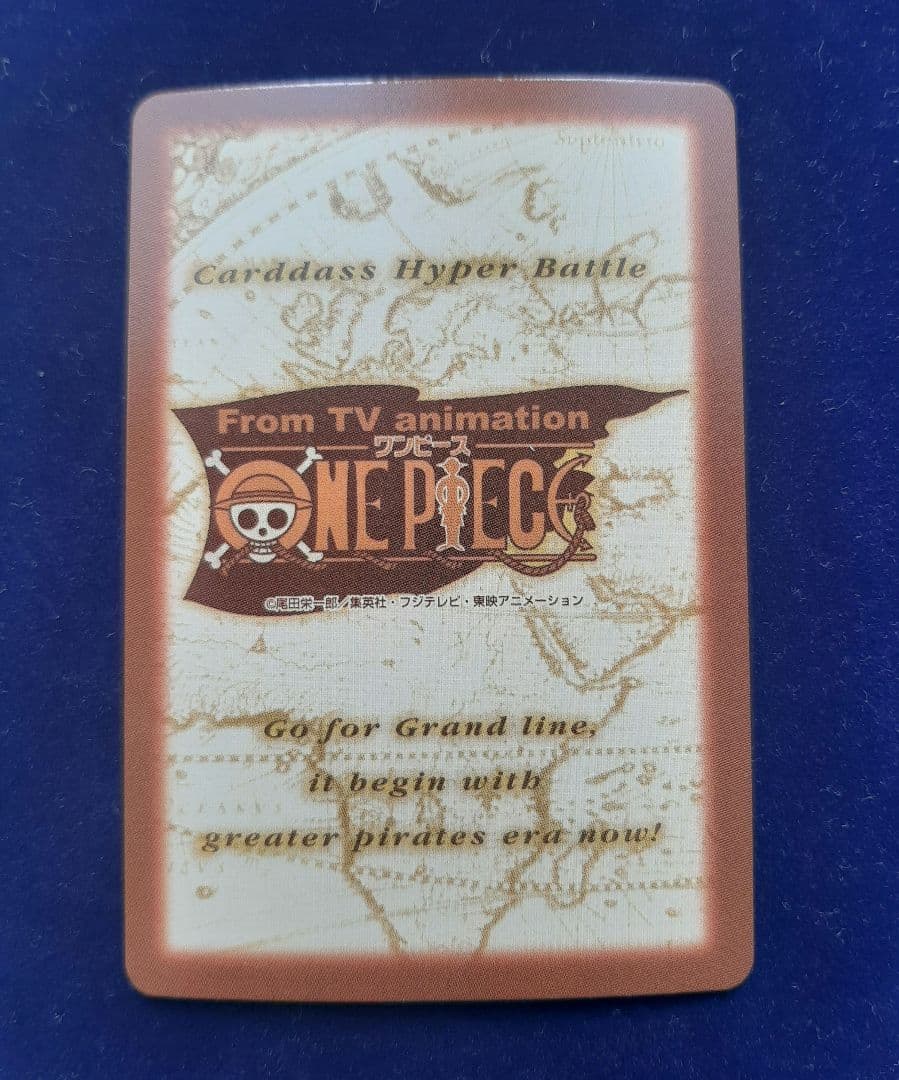 Septentrio
Carddass Hyper Battle
From TV animation
ワンピース
ONE PIECE
©尾田栄一郎／集英社・フジテレビ・東映アニメーション
Go for Grand line,
it begin with
greater pirates era now!